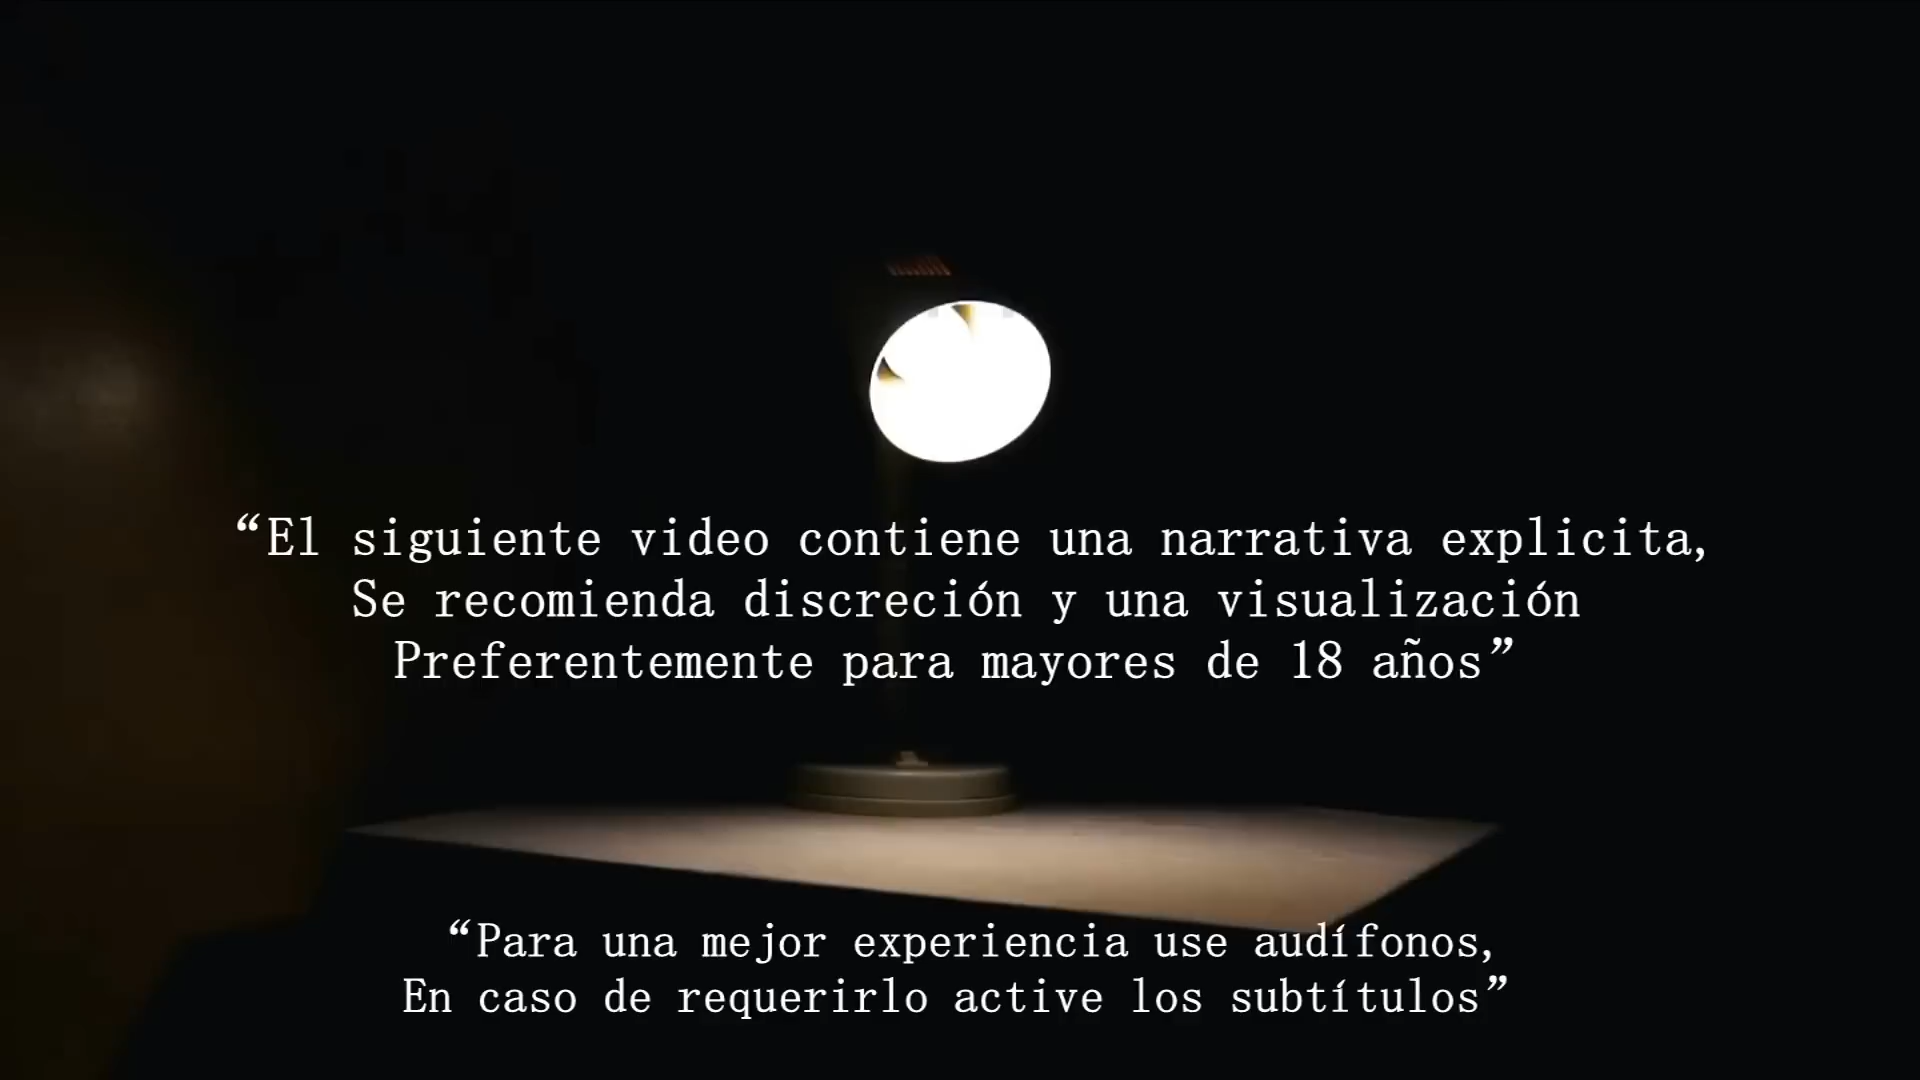 “El siguiente video contiene una narrativa explicita,
Se recomienda discreción y una visualización
Preferentemente para mayores de 18 años”
“Para una mejor experiencia use audífonos,
En caso de requerirlo active los subtítulos”